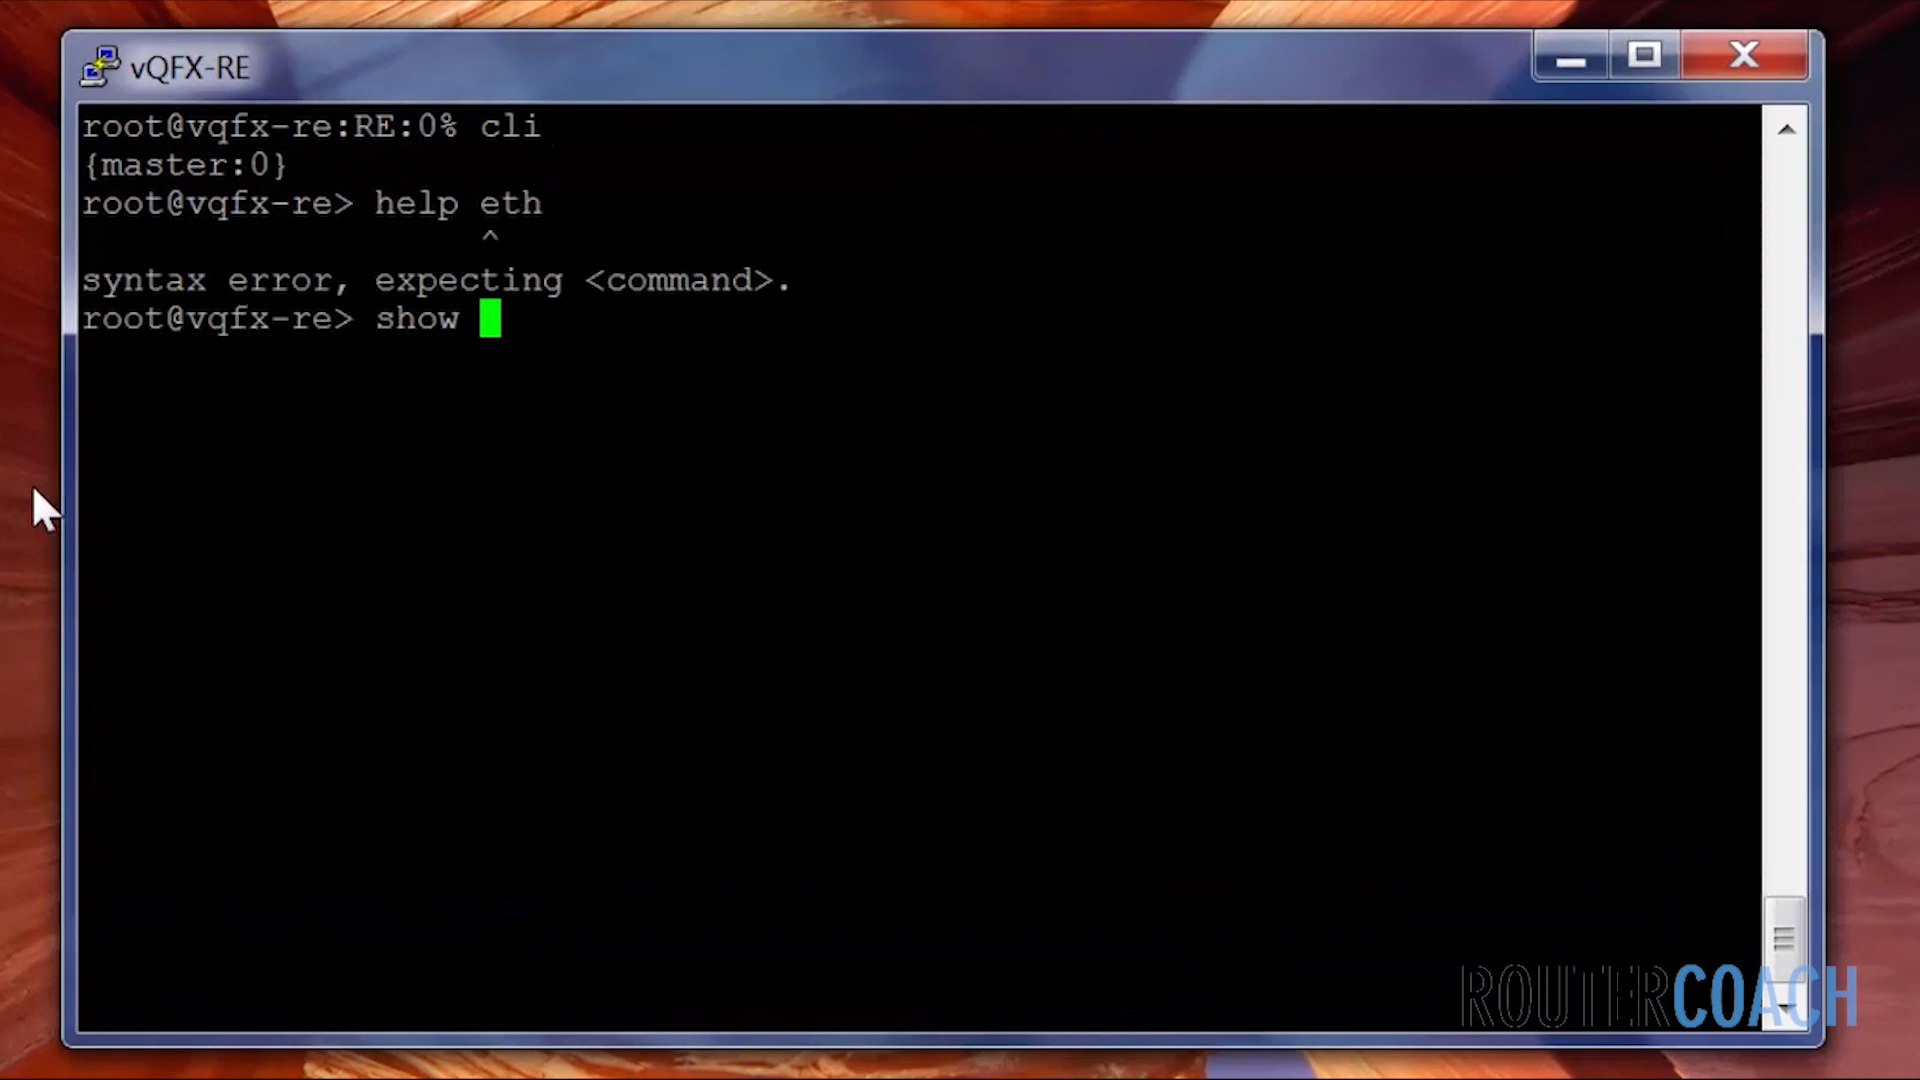 vQFX-RE
root@vqfx-re:RE:0% cli
{master:0}
root@vqfx-re> help eth
^
syntax error, expecting <command>.
root@vqfx-re> show
ROUTERCOACH